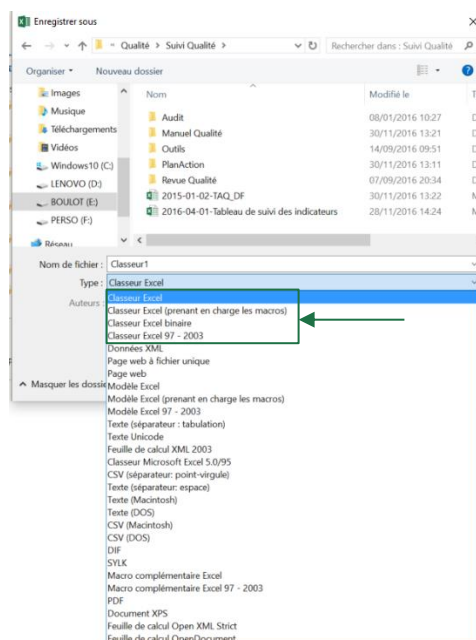 Enregistrer sous
Qualité > Suivi Qualité >
Rechercher dans : Suivi Qualité
Organiser
Nouveau dossier
Images
Musique
Téléchargements
Vidéos
Windows10 (C:)
LENOVO (D:)
BOULOT (E:)
PERSO (F:)
Réseau
Nom Modifié le
Audit 08/01/2016 10:27
Manuel Qualité 30/11/2016 13:21
Outils 14/09/2016 09:51
PlanAction 30/11/2016 13:11
Revue Qualité 07/09/2016 20:34
2015-01-02-TAQ_DF 30/11/2016 13:22
2016-04-01-Tableau de suivi des indicateurs 28/11/2016 14:24
Nom de fichier : Classeur1
Type : Classeur Excel
Auteurs :
Masquer les dossie
Classeur Excel
Classeur Excel (prenant en charge les macros)
Classeur Excel binaire
Classeur Excel 97 - 2003
Données XML
Page web à fichier unique
Page web
Modèle Excel
Modèle Excel (prenant en charge les macros)
Modèle Excel 97 - 2003
Texte (séparateur : tabulation)
Texte Unicode
Feuille de calcul XML 2003
Classeur Microsoft Excel 5.0/95
CSV (séparateur: point-virgule)
Texte (séparateur: espace)
Texte (Macintosh)
Texte (DOS)
CSV (Macintosh)
CSV (DOS)
DIF
SYLK
Macro complémentaire Excel
Macro complémentaire Excel 97 - 2003
PDF
Document XPS
Feuille de calcul Open XML Strict
Feuille de calcul OpenDocument